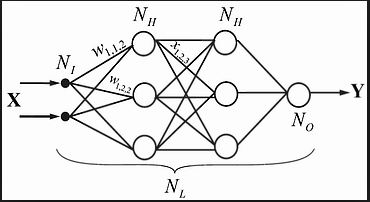 N_H N_H
w_{1,1,2} x_{1,2,3}
N_I
w_{1,2,2}
X Y
N_O
N_L